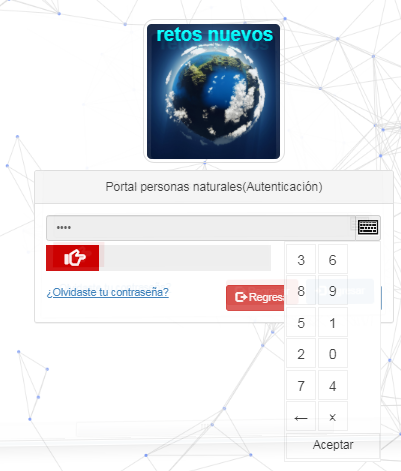 retos nuevos
Portal personas naturales(Autenticación)
••••
¿Olvidaste tu contraseña?
Regresa
3 6
8 9
5 1
2 0
7 4
← ×
Aceptar